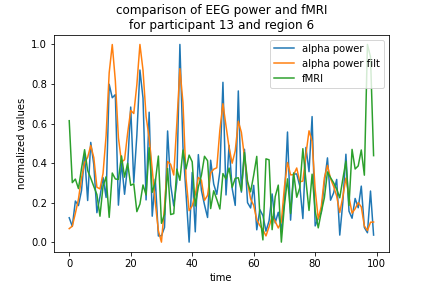 comparison of EEG power and fMRI
for participant 13 and region 6
alpha power
alpha power filt
fMRI
normalized values
1.0
0.8
0.6
0.4
0.2
0.0
0
20
40
60
80
100
time